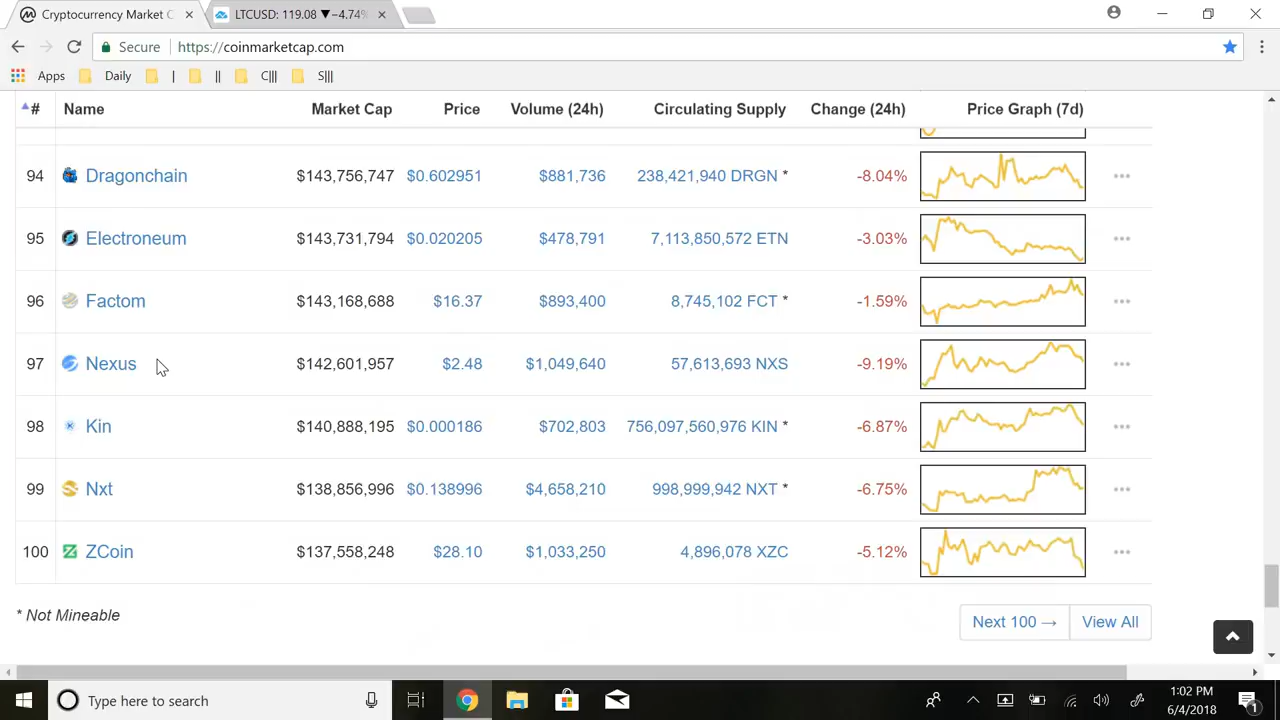 Cryptocurrency Market C
LTCUSD: 119.08 ▼−4.74%
Secure https://coinmarketcap.com
Apps Daily | || C||| S|||
# Name Market Cap Price Volume (24h) Circulating Supply Change (24h) Price Graph (7d)
94 Dragonchain $143,756,747 $0.602951 $881,736 238,421,940 DRGN * -8.04%
95 Electroneum $143,731,794 $0.020205 $478,791 7,113,850,572 ETN -3.03%
96 Factom $143,168,688 $16.37 $893,400 8,745,102 FCT * -1.59%
97 Nexus $142,601,957 $2.48 $1,049,640 57,613,693 NXS -9.19%
98 Kin $140,888,195 $0.000186 $702,803 756,097,560,976 KIN * -6.87%
99 Nxt $138,856,996 $0.138996 $4,658,210 998,999,942 NXT * -6.75%
100 ZCoin $137,558,248 $28.10 $1,033,250 4,896,078 XZC -5.12%
* Not Mineable
Next 100 → View All
Type here to search
1:02 PM
6/4/2018
1